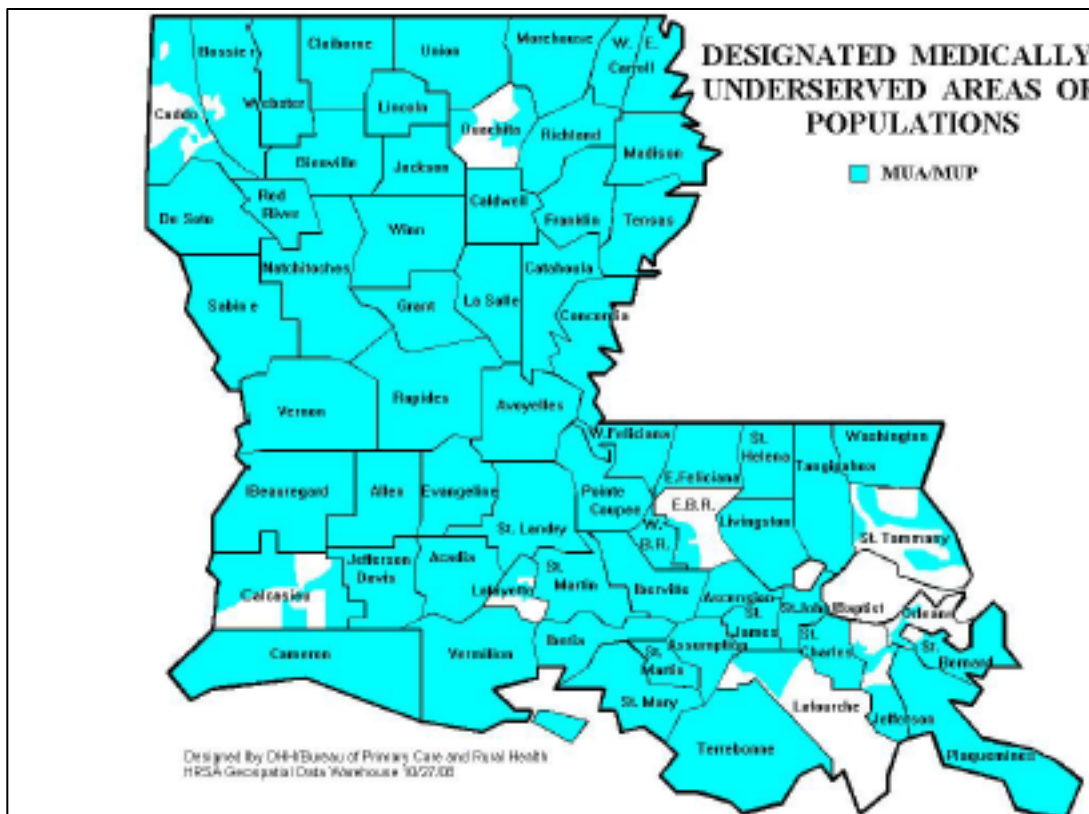 DESIGNATED MEDICALLY
UNDERSERVED AREAS OR
POPULATIONS
MUA/MUP
Bossier
Claiborne
Union
Morehouse
W. E.
Carroll
Webster
Lincoln
Caddo
Ouachita
Richland
Madison
Bienville
Jackson
Red
River
Caldwell
De Soto
Winn
Franklin
Tensas
Natchitoches
Catahoula
Sabine
Grant
La Salle
Concordia
Vernon
Rapides
Avoyelles
W.Feliciana
St.
Helena
Washington
Tangipahoa
E.Feliciana
Beauregard
Allen
Evangeline
Pointe
Coupee
E.B.R.
Livingston
St. Landry
W.
B.R.
St. Tammany
Jefferson
Davis
Acadia
Calcasieu
Lafayette
St.
Martin
Iberville
Ascension
St.
James
St.John Baptist
Orleans
Cameron
Vermilion
Iberia
Assumption
St.
Charles
St.
Bernard
St.
Martin
St. Mary
Lafourche
Jefferson
Terrebonne
Plaquemines
Designed by DHH/Bureau of Primary Care and Rural Health
HRSA Geospatial Data Warehouse 10/27/08